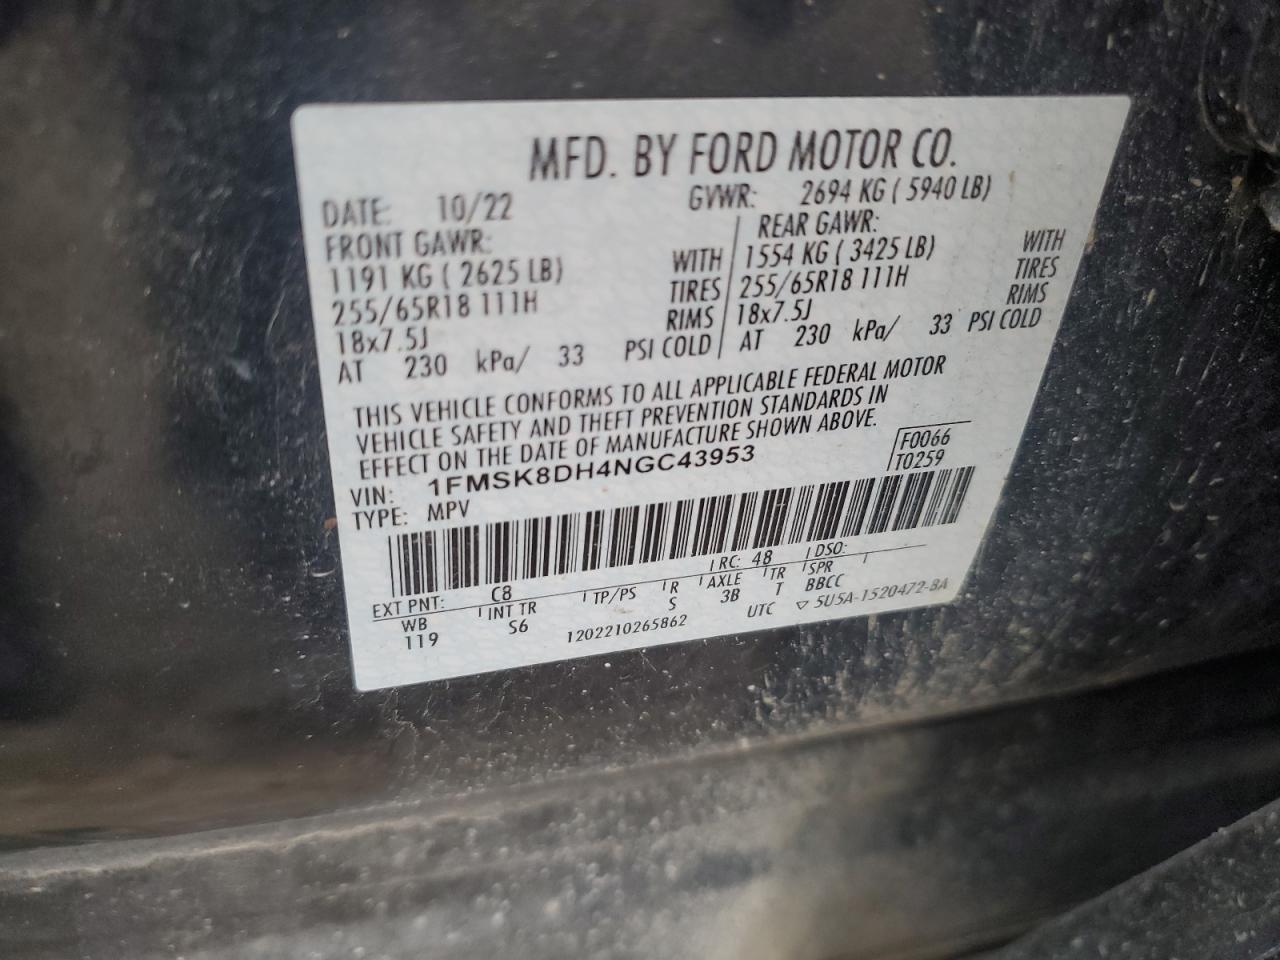 MFD. BY FORD MOTOR CO.
DATE: 10/22 GVWR: 2694 KG ( 5940 LB)
FRONT GAWR: REAR GAWR:
1191 KG ( 2625 LB) WITH 1554 KG ( 3425 LB) WITH
255/65R18 111H TIRES 255/65R18 111H TIRES
18x7.5J RIMS 18x7.5J RIMS
AT 230 kPa/ 33 PSI COLD AT 230 kPa/ 33 PSI COLD
THIS VEHICLE CONFORMS TO ALL APPLICABLE FEDERAL MOTOR
VEHICLE SAFETY AND THEFT PREVENTION STANDARDS IN
EFFECT ON THE DATE OF MANUFACTURE SHOWN ABOVE.
VIN: 1FMSK8DH4NGC43953 F0066
TYPE: MPV T0259
EXT PNT: C8 RC: 48 DSO:
WB INT TR TP/PS R AXLE TR SPR
119 S6 S 3B T BBCC
1202210265862 UTC ▽ 5U5A-1520472-BA